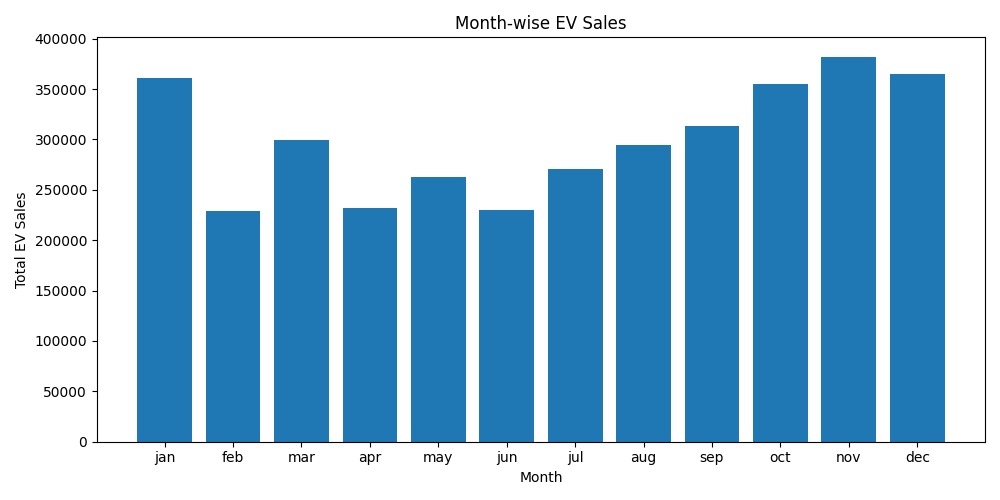 Month-wise EV Sales
400000
350000
300000
250000
200000
150000
100000
50000
0
Total EV Sales
jan feb mar apr may jun jul aug sep oct nov dec
Month